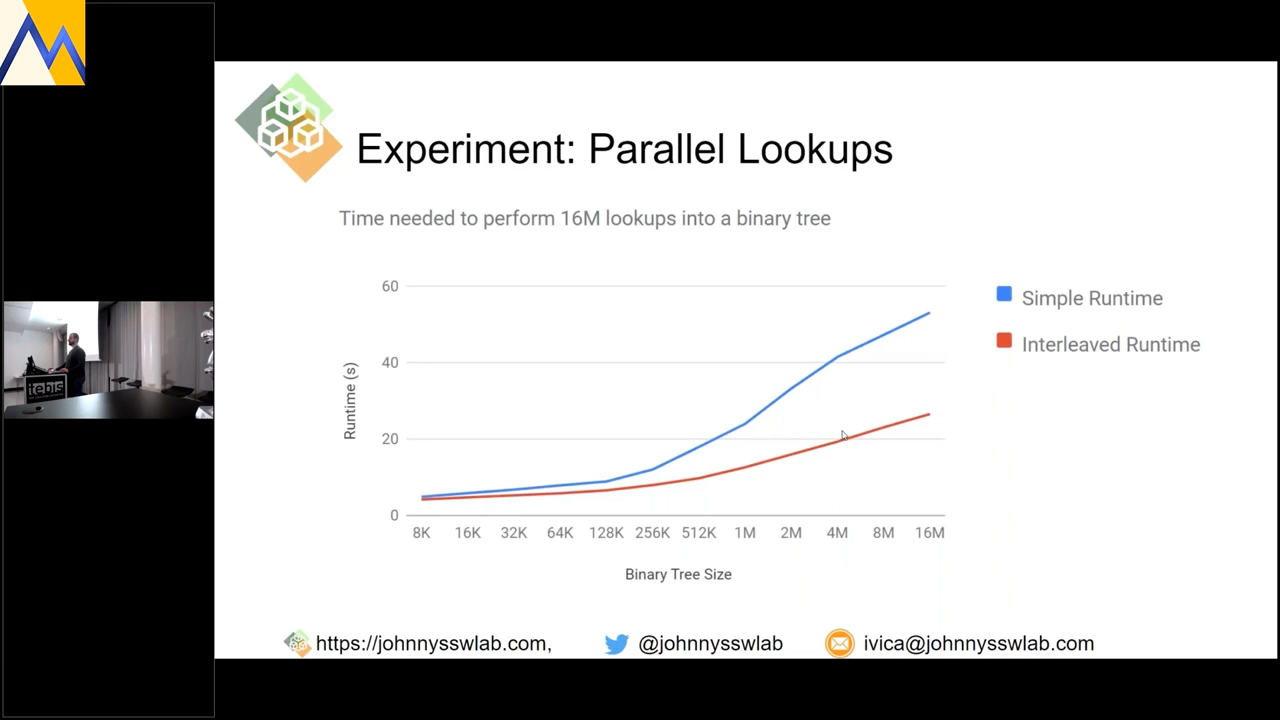 Experiment: Parallel Lookups
Time needed to perform 16M lookups into a binary tree
60
40
20
0
Runtime (s)
8K 16K 32K 64K 128K 256K 512K 1M 2M 4M 8M 16M
Binary Tree Size
Simple Runtime
Interleaved Runtime
tebis
https://johnnysswlab.com,
@johnnysswlab
ivica@johnnysswlab.com